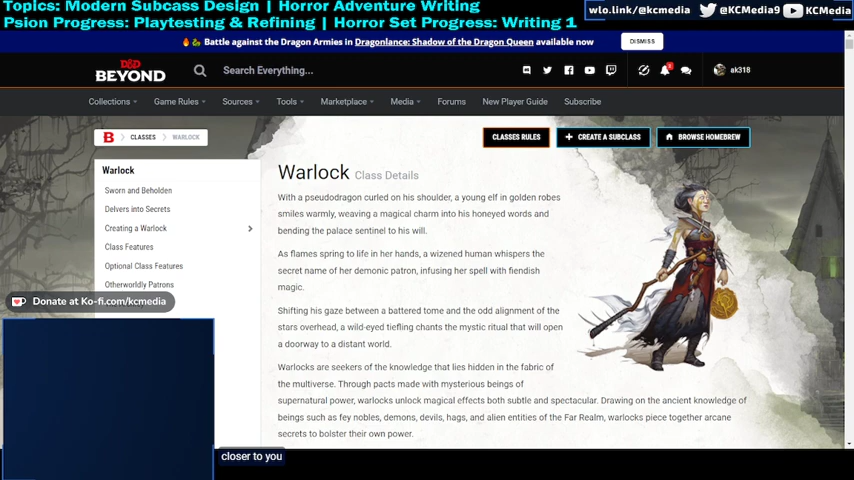 Topics: Modern Subcass Design | Horror Adventure Writing
Psion Progress: Playtesting & Refining | Horror Set Progress: Writing 1
wlo.link/@kcmedia @KCMedia9 KCMedia
Battle against the Dragon Armies in Dragonlance: Shadow of the Dragon Queen available now
DISMISS
D&D
BEYOND
Search Everything...
ak318
Collections Game Rules Sources Tools Marketplace Media Forums New Player Guide Subscribe
B CLASSES WARLOCK
CLASSES RULES
CREATE A SUBCLASS
BROWSE HOMEBREW
Warlock
Sworn and Beholden
Delvers into Secrets
Creating a Warlock
Class Features
Optional Class Features
Otherworldly Patrons
Donate at Ko-fi.com/kcmedia
Warlock Class Details
With a pseudodragon curled on his shoulder, a young elf in golden robes
smiles warmly, weaving a magical charm into his honeyed words and
bending the palace sentinel to his will.
As flames spring to life in her hands, a wizened human whispers the
secret name of her demonic patron, infusing her spell with fiendish
magic.
Shifting his gaze between a battered tome and the odd alignment of the
stars overhead, a wild-eyed tiefling chants the mystic ritual that will open
a doorway to a distant world.
Warlocks are seekers of the knowledge that lies hidden in the fabric of
the multiverse. Through pacts made with mysterious beings of
supernatural power, warlocks unlock magical effects both subtle and spectacular. Drawing on the ancient knowledge of
beings such as fey nobles, demons, devils, hags, and alien entities of the Far Realm, warlocks piece together arcane
secrets to bolster their own power.
closer to you